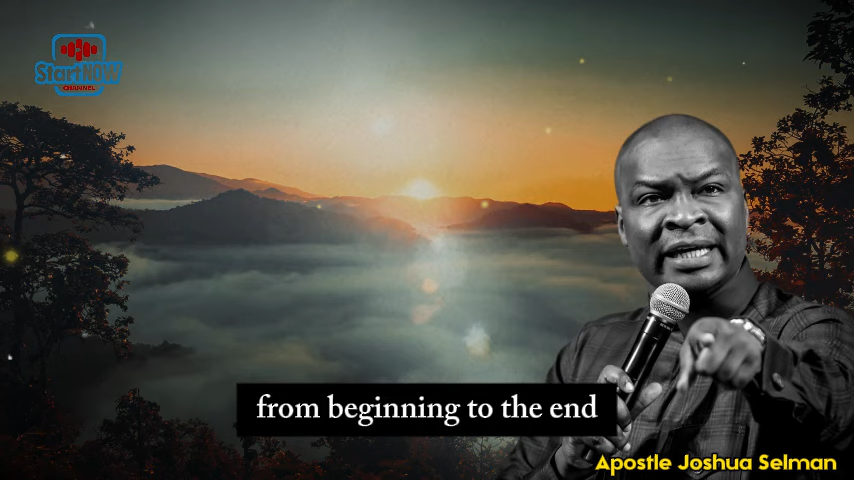 StartNOW
CHANNEL
from beginning to the end
Apostle Joshua Selman